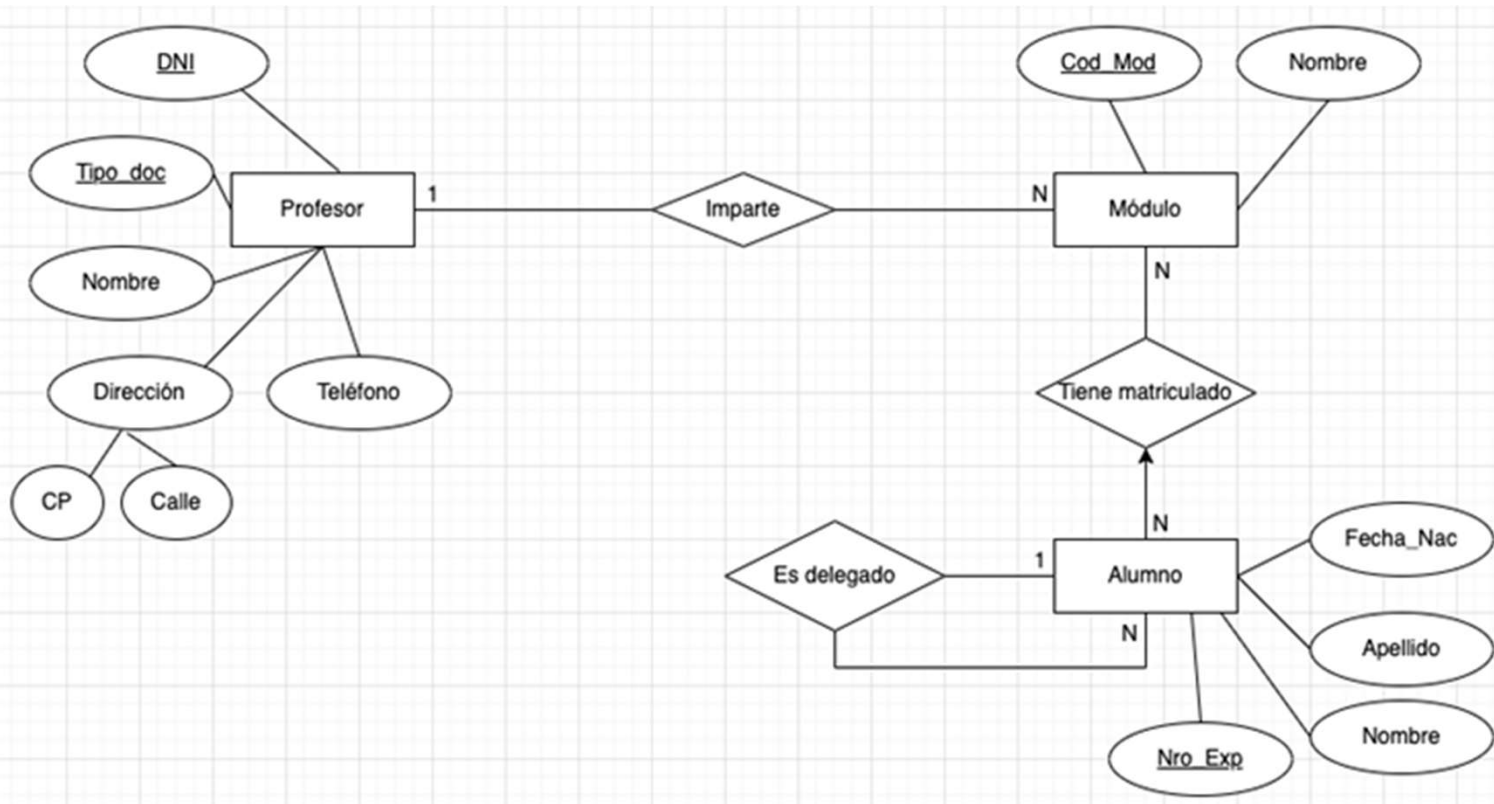 DNI
Cod_Mod
Nombre
Tipo_doc
Profesor
1
Imparte
N
Módulo
Nombre
N
Dirección
Teléfono
Tiene matriculado
CP
Calle
N
Fecha_Nac
Es delegado
1
Alumno
N
Apellido
Nombre
Nro_Exp